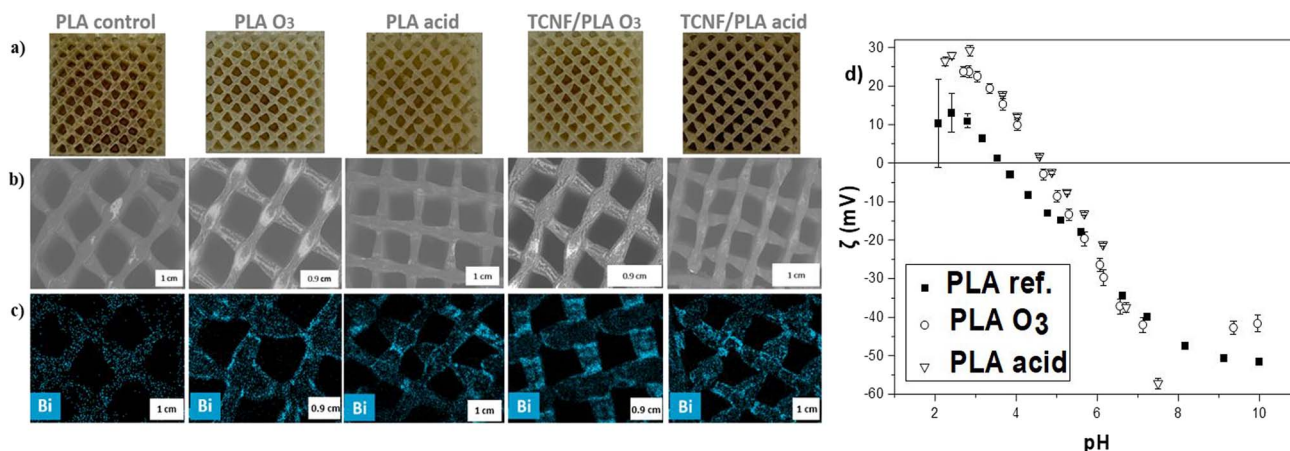 PLA control PLA O3 PLA acid TCNF/PLA O3 TCNF/PLA acid
a)
b)
1 cm 0.9 cm 1 cm 0.9 cm 1 cm
c)
Bi Bi Bi Bi Bi
1 cm 0.9 cm 1 cm 0.9 cm 1 cm
d)
ζ (mV)
30
20
10
0
-10
-20
-30
-40
-50
-60
PLA ref.
PLA O3
PLA acid
2 4 6 8 10
pH